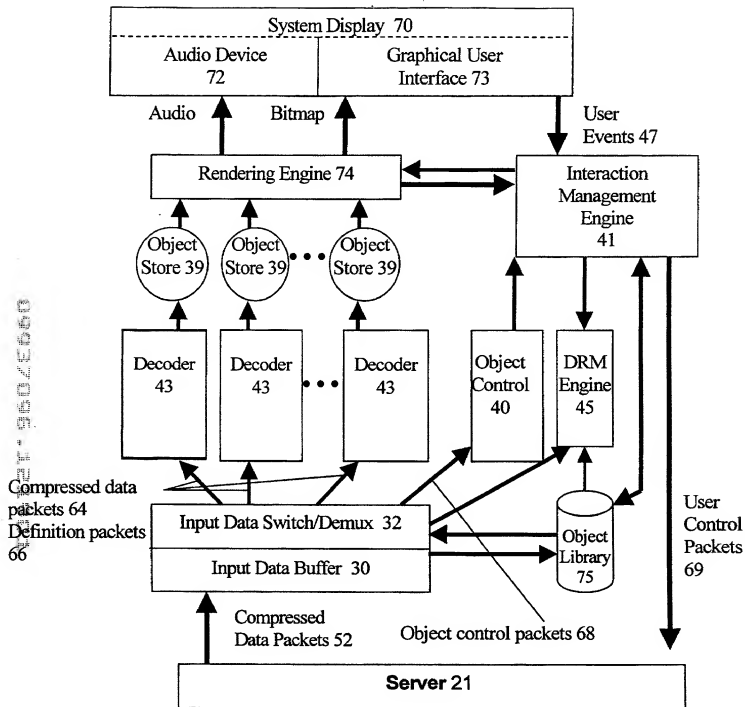 System Display 70
Audio Device
72
Graphical User
Interface 73
Audio
Bitmap
User
Events 47
Rendering Engine 74
Interaction
Management
Engine
41
Object
Store 39
Object
Store 39
Object
Store 39
Decoder
43
Decoder
43
Decoder
43
Object
Control
40
DRM
Engine
45
Compressed data
packets 64
Definition packets
66
Input Data Switch/Demux 32
Input Data Buffer 30
Object
Library
75
User
Control
Packets
69
Compressed
Data Packets 52
Object control packets 68
Server 21